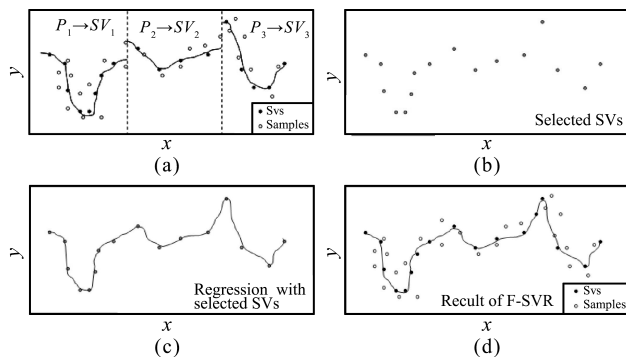 P1→SV1 P2→SV2 P3→SV3
y
Svs
Samples
x
(a)
y
Selected SVs
x
(b)
y
Regression with
selected SVs
x
(c)
y
Recult of F-SVR
Svs
Samples
x
(d)